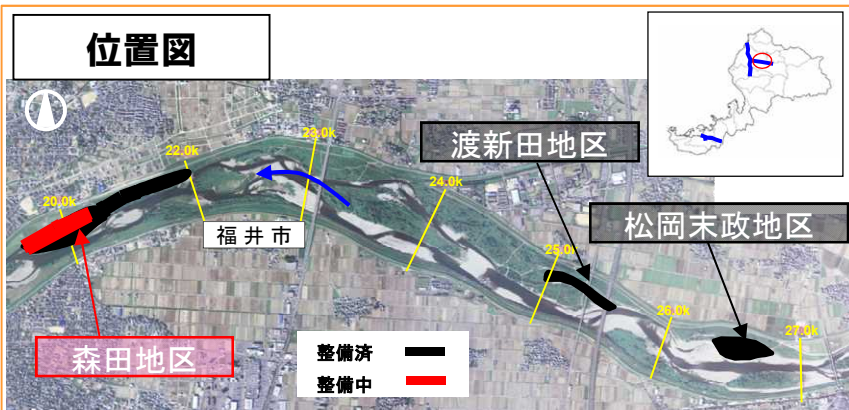 位置図
22.0k
23.0k
渡新田地区
24.0k
20.0k
松岡末政地区
福井市
25.0k
26.0k
27.0k
森田地区
整備済
整備中